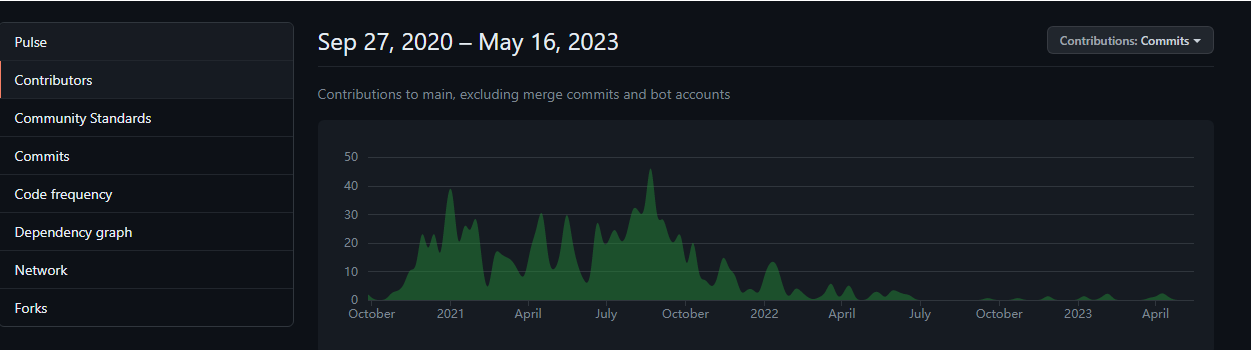 Pulse
Contributors
Community Standards
Commits
Code frequency
Dependency graph
Network
Forks
Sep 27, 2020 – May 16, 2023
Contributions: Commits
Contributions to main, excluding merge commits and bot accounts
50
40
30
20
10
0
October 2021 April July October 2022 April July October 2023 April